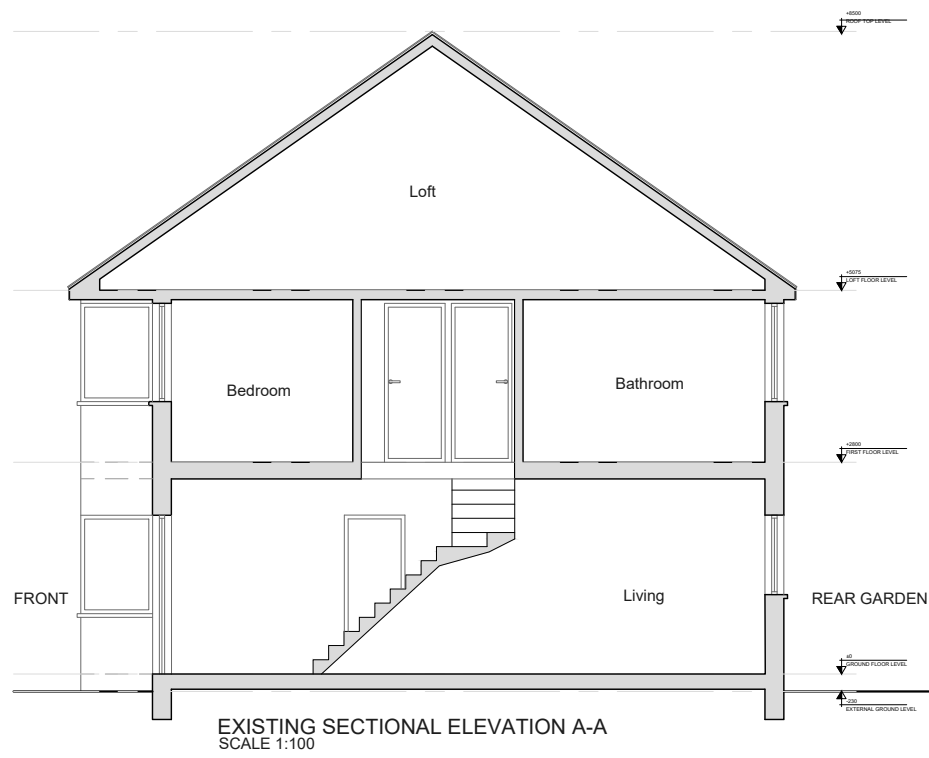 +8500
ROOF TOP LEVEL
Loft
+5075
LOFT FLOOR LEVEL
Bedroom
Bathroom
+2800
FIRST FLOOR LEVEL
FRONT
Living
REAR GARDEN
±0
GROUND FLOOR LEVEL
-230
EXTERNAL GROUND LEVEL
EXISTING SECTIONAL ELEVATION A-A
SCALE 1:100